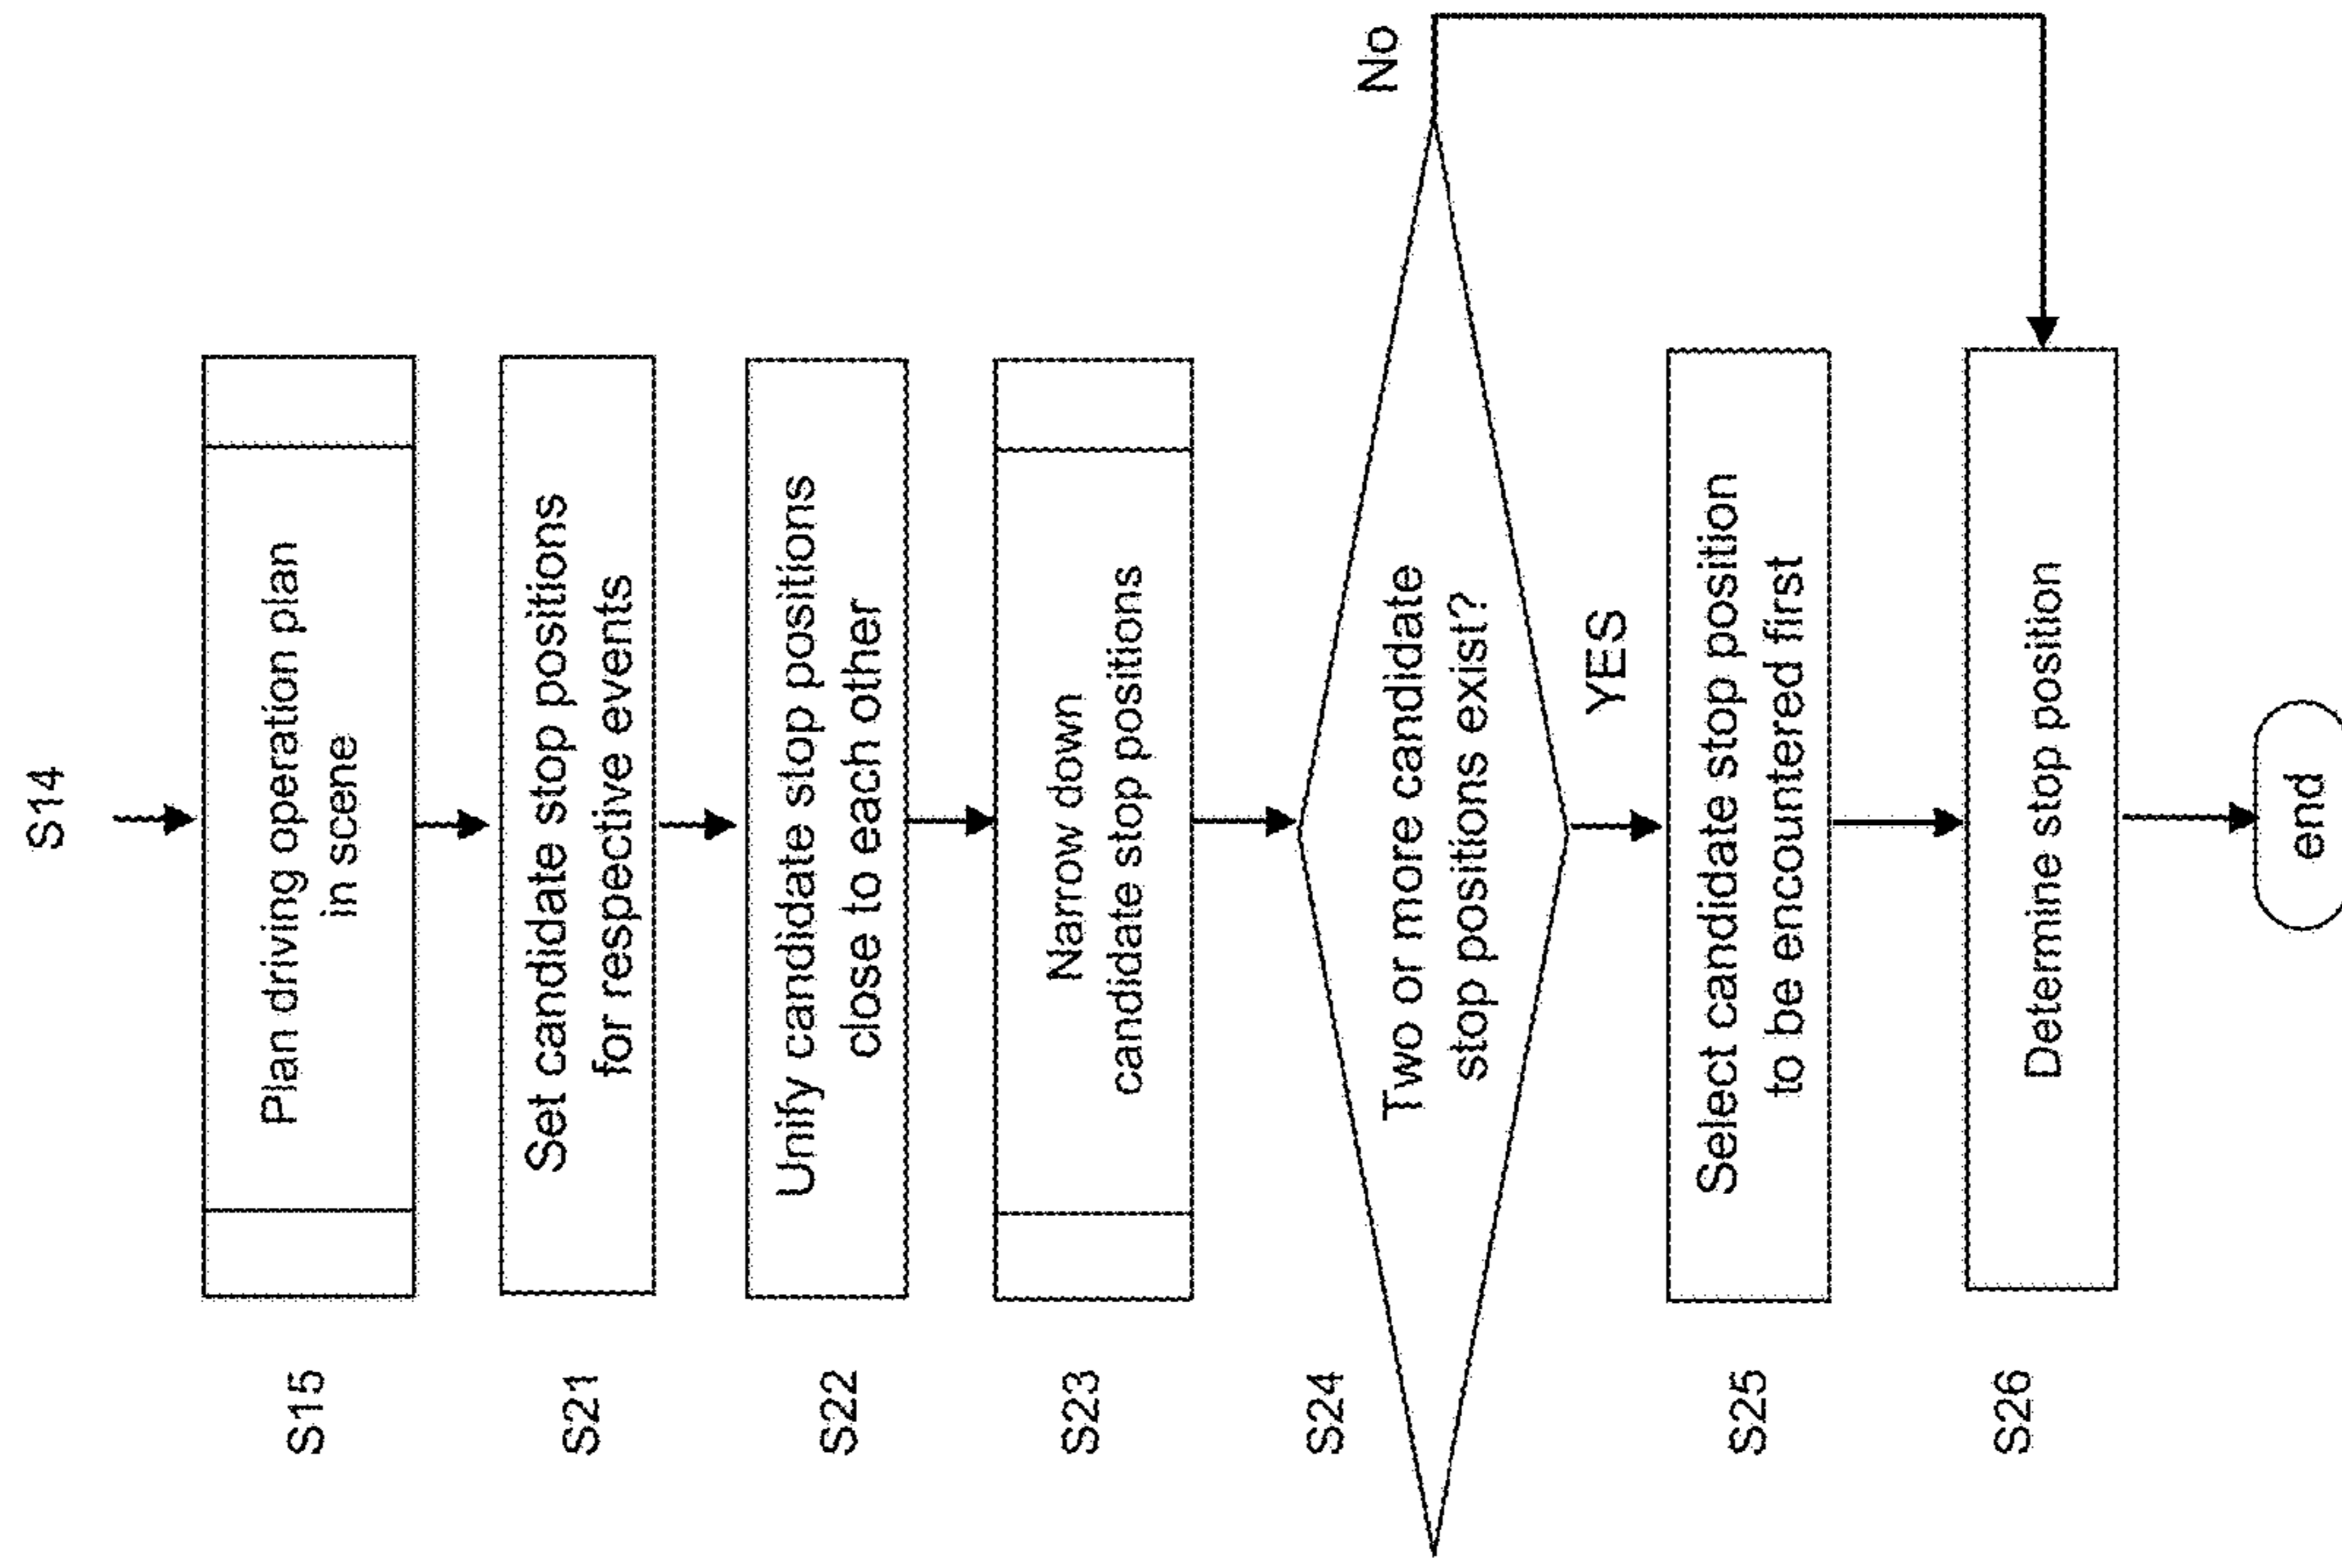 S14
S15
Plan driving operation plan
in scene
S21
Set candidate stop positions
for respective events
S22
Unify candidate stop positions
close to each other
S23
Narrow down
candidate stop positions
S24
Two or more candidate
stop positions exist?
No
YES
S25
Select candidate stop position
to be encountered first
S26
Determine stop position
end